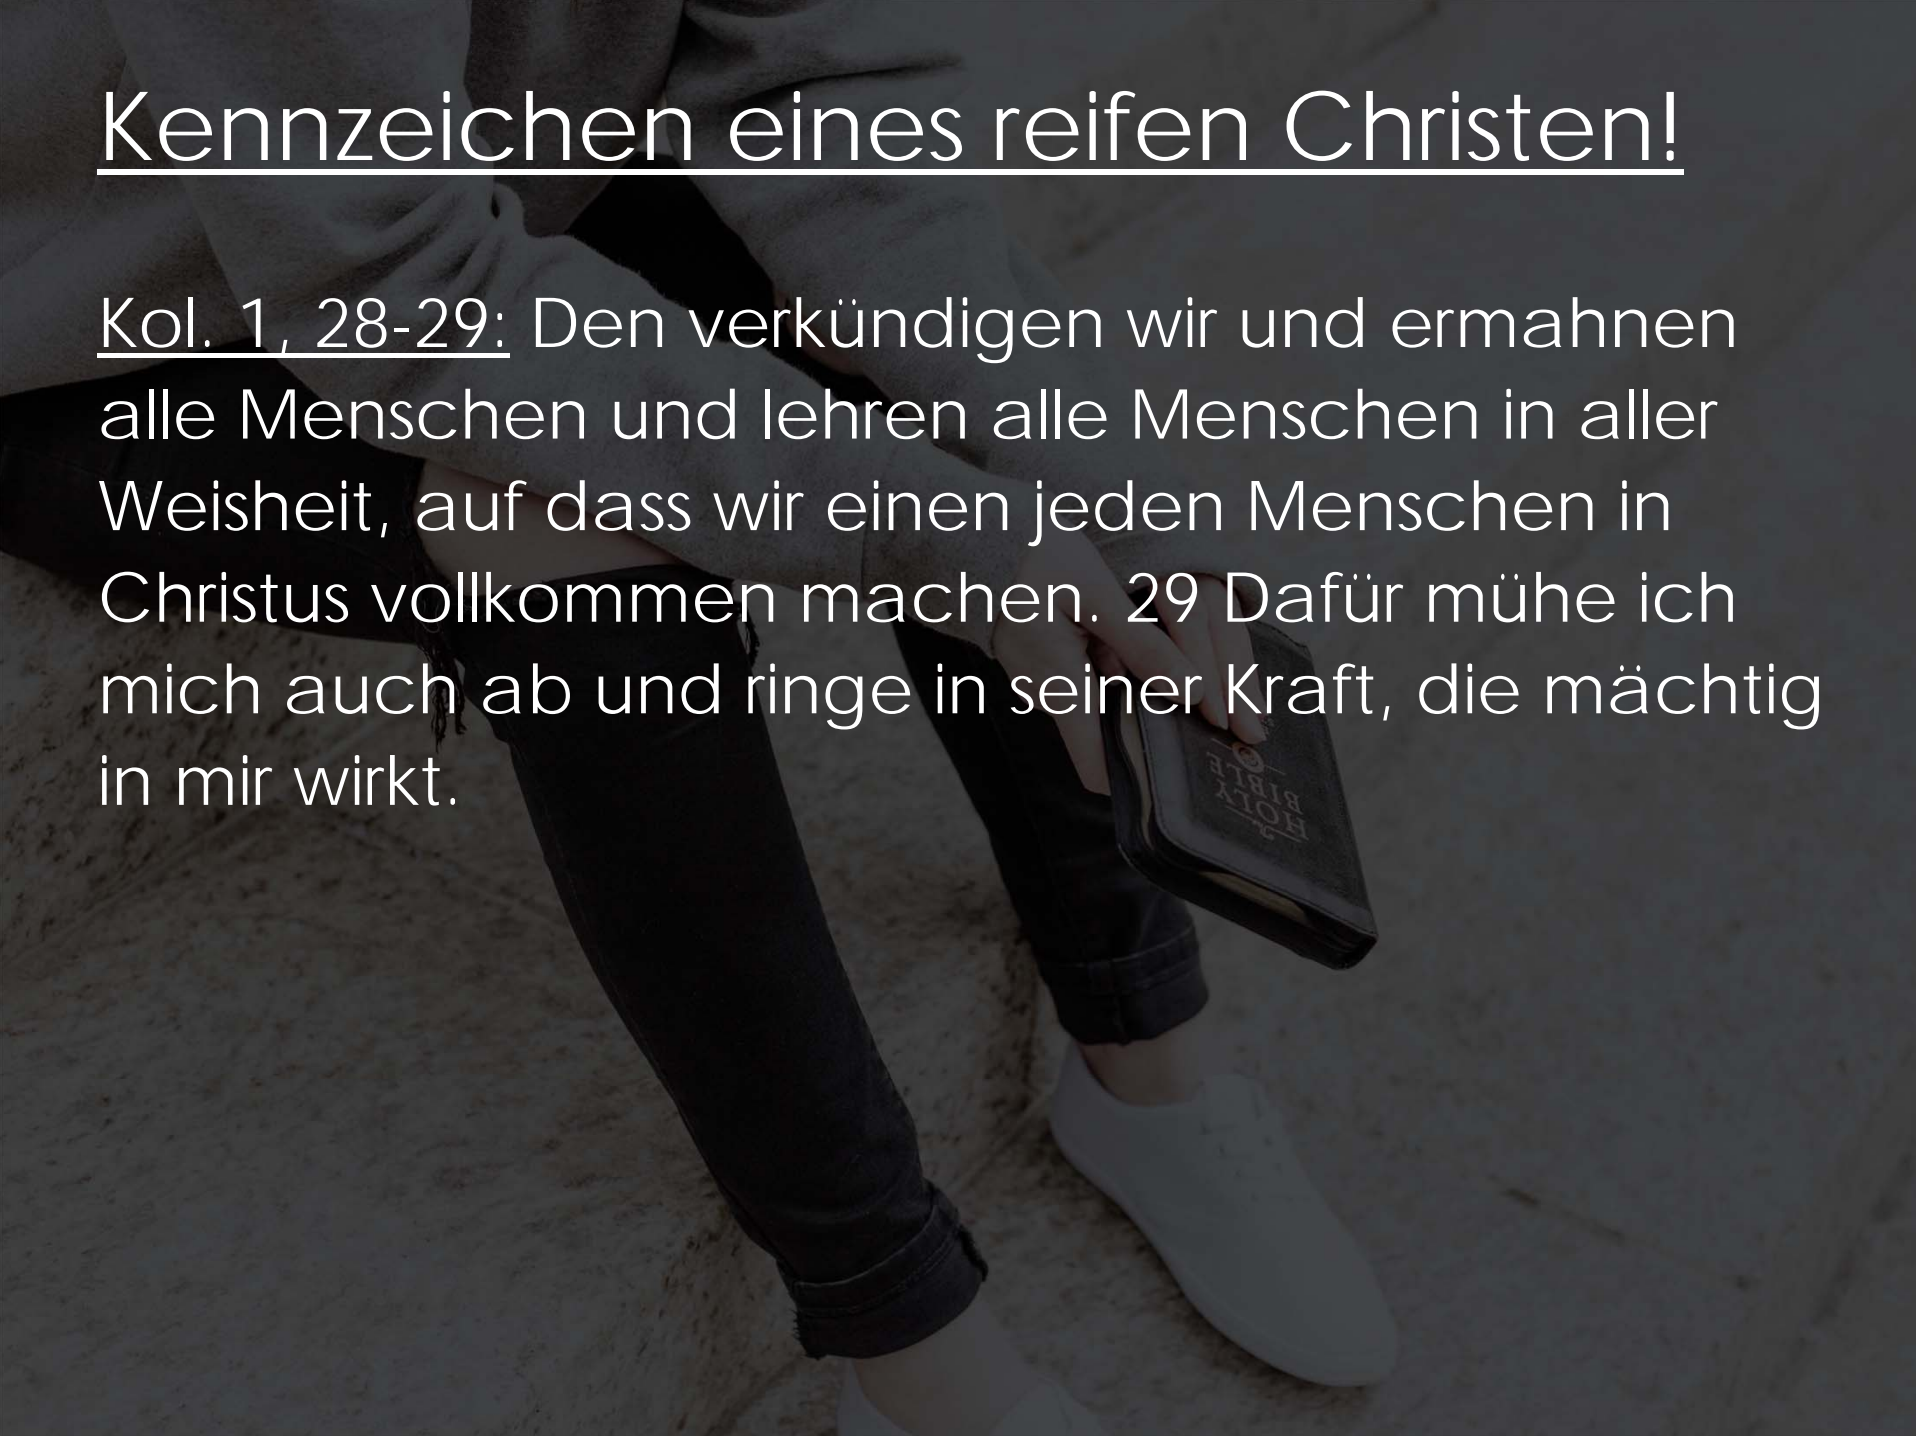 Kennzeichen eines reifen Christen!
Kol. 1, 28-29: Den verkündigen wir und ermahnen
alle Menschen und lehren alle Menschen in aller
Weisheit, auf dass wir einen jeden Menschen in
Christus vollkommen machen. 29 Dafür mühe ich
mich auch ab und ringe in seiner Kraft, die mächtig
in mir wirkt.
HOLY
BIBLE